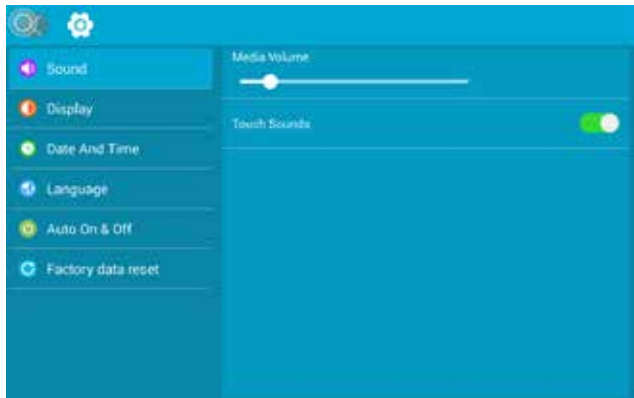 Sound
Display
Date And Time
Language
Auto On & Off
Factory data reset
Media Volume
Touch Sounds